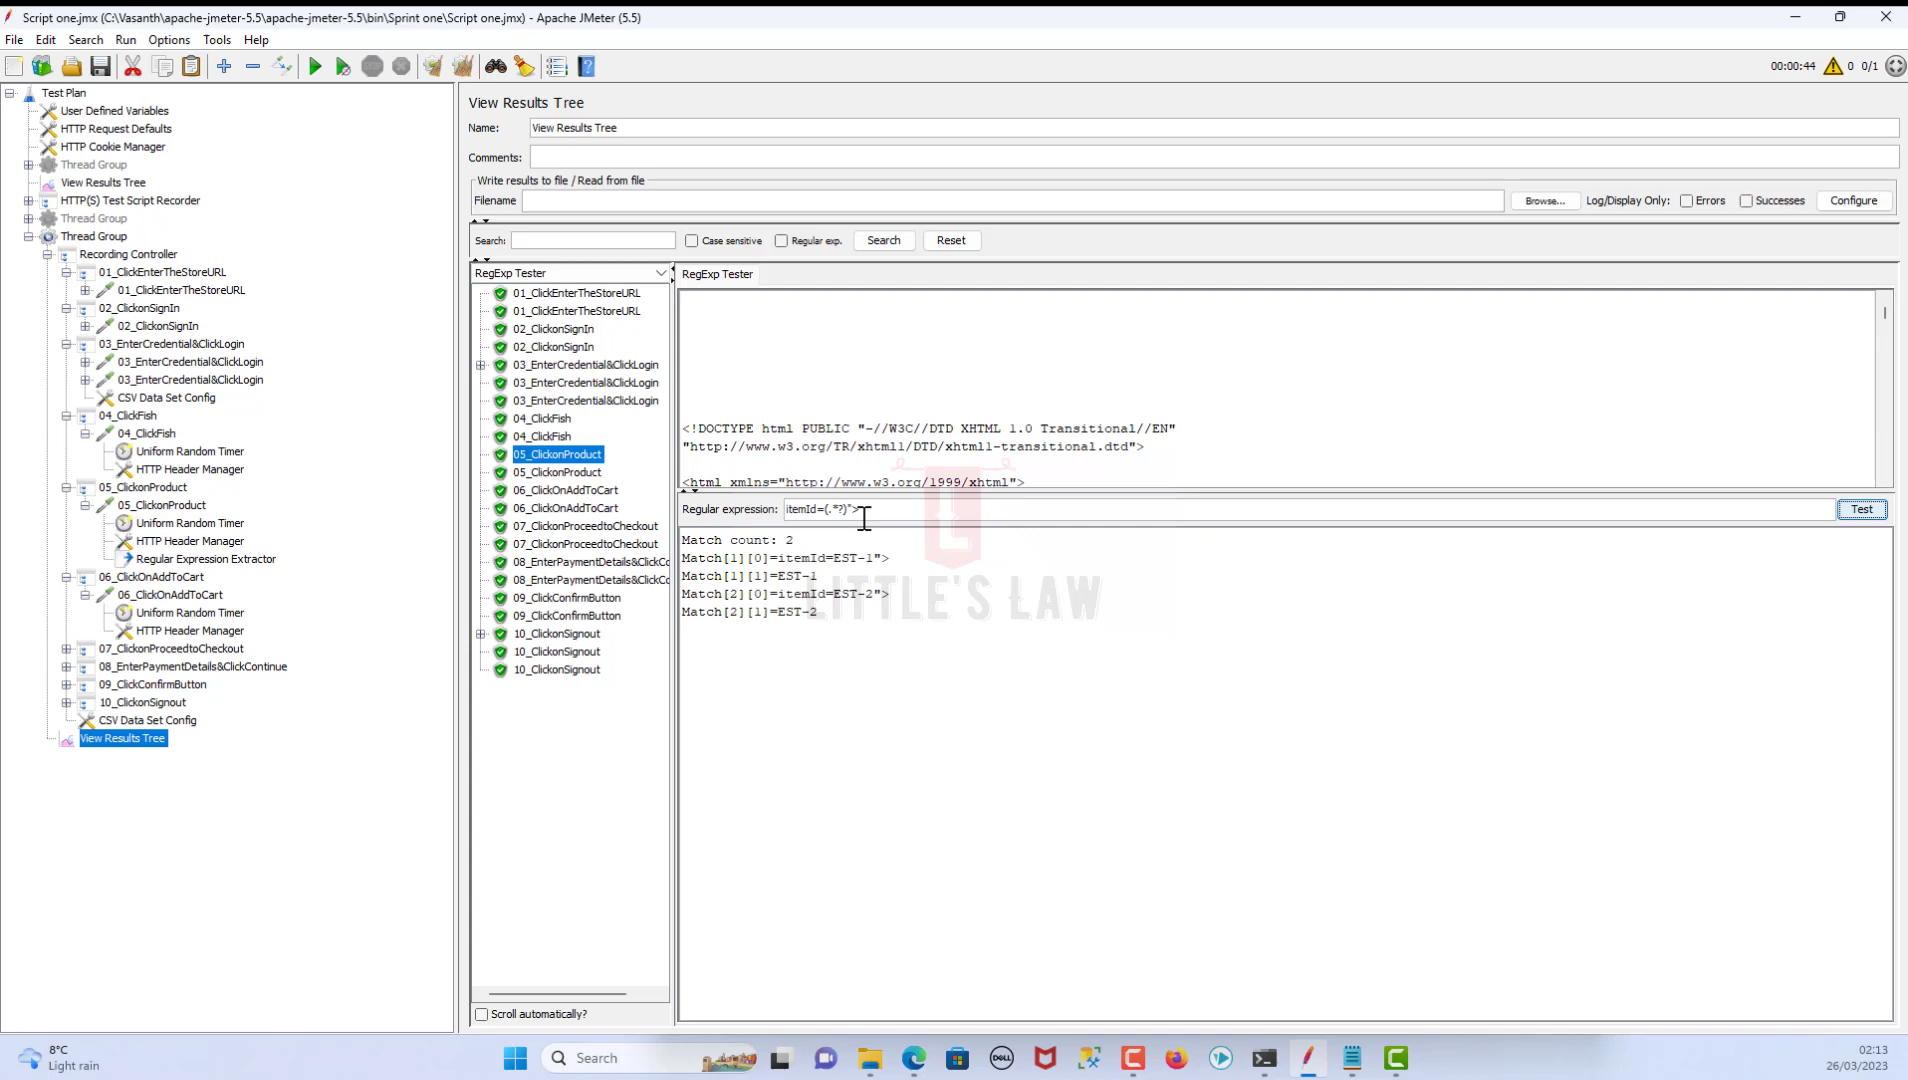 Script one.jmx (C:\Vasanth\apache-jmeter-5.5\apache-jmeter-5.5\bin\Sprint one\Script one.jmx) - Apache JMeter (5.5)
File Edit Search Run Options Tools Help
00:00:44 0 0/1
Test Plan
User Defined Variables
HTTP Request Defaults
HTTP Cookie Manager
Thread Group
View Results Tree
HTTP(S) Test Script Recorder
Thread Group
Thread Group
Recording Controller
01_ClickEnterTheStoreURL
01_ClickEnterTheStoreURL
02_ClickonSignIn
02_ClickonSignIn
03_EnterCredential&ClickLogin
03_EnterCredential&ClickLogin
03_EnterCredential&ClickLogin
CSV Data Set Config
04_ClickFish
04_ClickFish
Uniform Random Timer
HTTP Header Manager
05_ClickonProduct
05_ClickonProduct
Uniform Random Timer
HTTP Header Manager
Regular Expression Extractor
06_ClickOnAddToCart
06_ClickOnAddToCart
Uniform Random Timer
HTTP Header Manager
07_ClickonProceedtoCheckout
08_EnterPaymentDetails&ClickContinue
09_ClickConfirmButton
10_ClickonSignout
CSV Data Set Config
View Results Tree
View Results Tree
Name: View Results Tree
Comments:
Write results to file / Read from file
Filename Browse... Log/Display Only: Errors Successes Configure
Search: Case sensitive Regular exp. Search Reset
RegExp Tester
01_ClickEnterTheStoreURL
01_ClickEnterTheStoreURL
02_ClickonSignIn
02_ClickonSignIn
03_EnterCredential&ClickLogin
03_EnterCredential&ClickLogin
03_EnterCredential&ClickLogin
04_ClickFish
04_ClickFish
05_ClickonProduct
05_ClickonProduct
06_ClickOnAddToCart
06_ClickOnAddToCart
07_ClickonProceedtoCheckout
07_ClickonProceedtoCheckout
08_EnterPaymentDetails&ClickCo
08_EnterPaymentDetails&ClickCo
09_ClickConfirmButton
09_ClickConfirmButton
10_ClickonSignout
10_ClickonSignout
10_ClickonSignout
Scroll automatically?
RegExp Tester
<!DOCTYPE html PUBLIC "-//W3C//DTD XHTML 1.0 Transitional//EN"
"http://www.w3.org/TR/xhtml1/DTD/xhtml1-transitional.dtd">
<html xmlns="http://www.w3.org/1999/xhtml">
Regular expression: itemId=(.*?)"> Test
Match count: 2
Match[1][0]=itemId=EST-1">
Match[1][1]=EST-1
Match[2][0]=itemId=EST-2">
Match[2][1]=EST-2
LITTLE'S LAW
8°C
Light rain
Search
DELL
02:13
26/03/2023